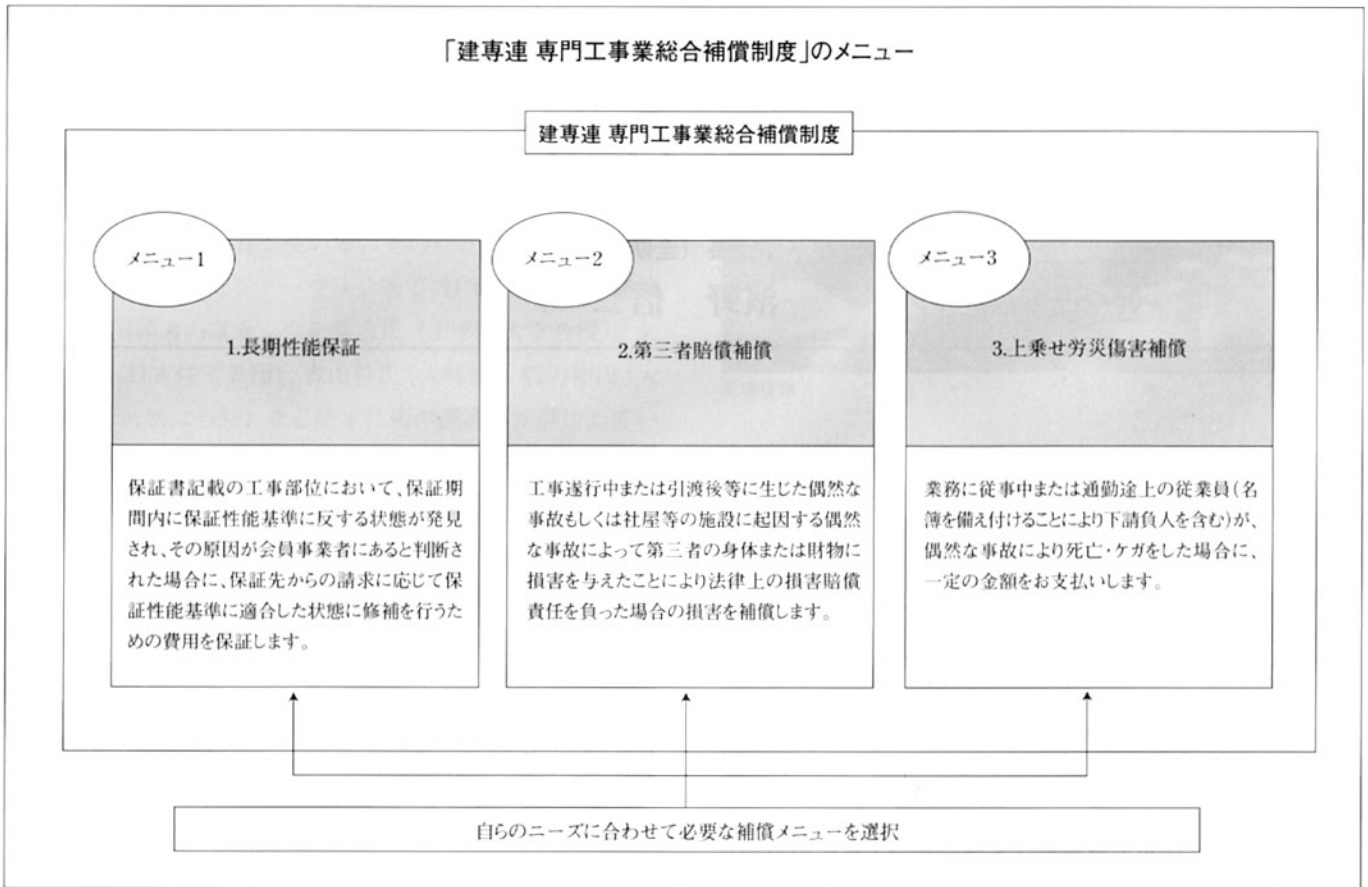 「建専連 専門工事業総合補償制度」のメニュー
建専連 専門工事業総合補償制度
メニュー1
1.長期性能保証
保証書記載の工事部位において、保証期
間内に保証性能基準に反する状態が発見
され、その原因が会員事業者にあると判断さ
れた場合に、保証先からの請求に応じて保
証性能基準に適合した状態に修補を行うた
めの費用を保証します。
メニュー2
2.第三者賠償補償
工事遂行中または引渡後等に生じた偶然な
事故もしくは社屋等の施設に起因する偶然
な事故によって第三者の身体または財物に
損害を与えたことにより法律上の損害賠償
責任を負った場合の損害を補償します。
メニュー3
3.上乗せ労災傷害補償
業務に従事中または通勤途上の従業員(名
簿を備え付けることにより下請負人を含む)が、
偶然な事故により死亡・ケガをした場合に、
一定の金額をお支払いします。
自らのニーズに合わせて必要な補償メニューを選択